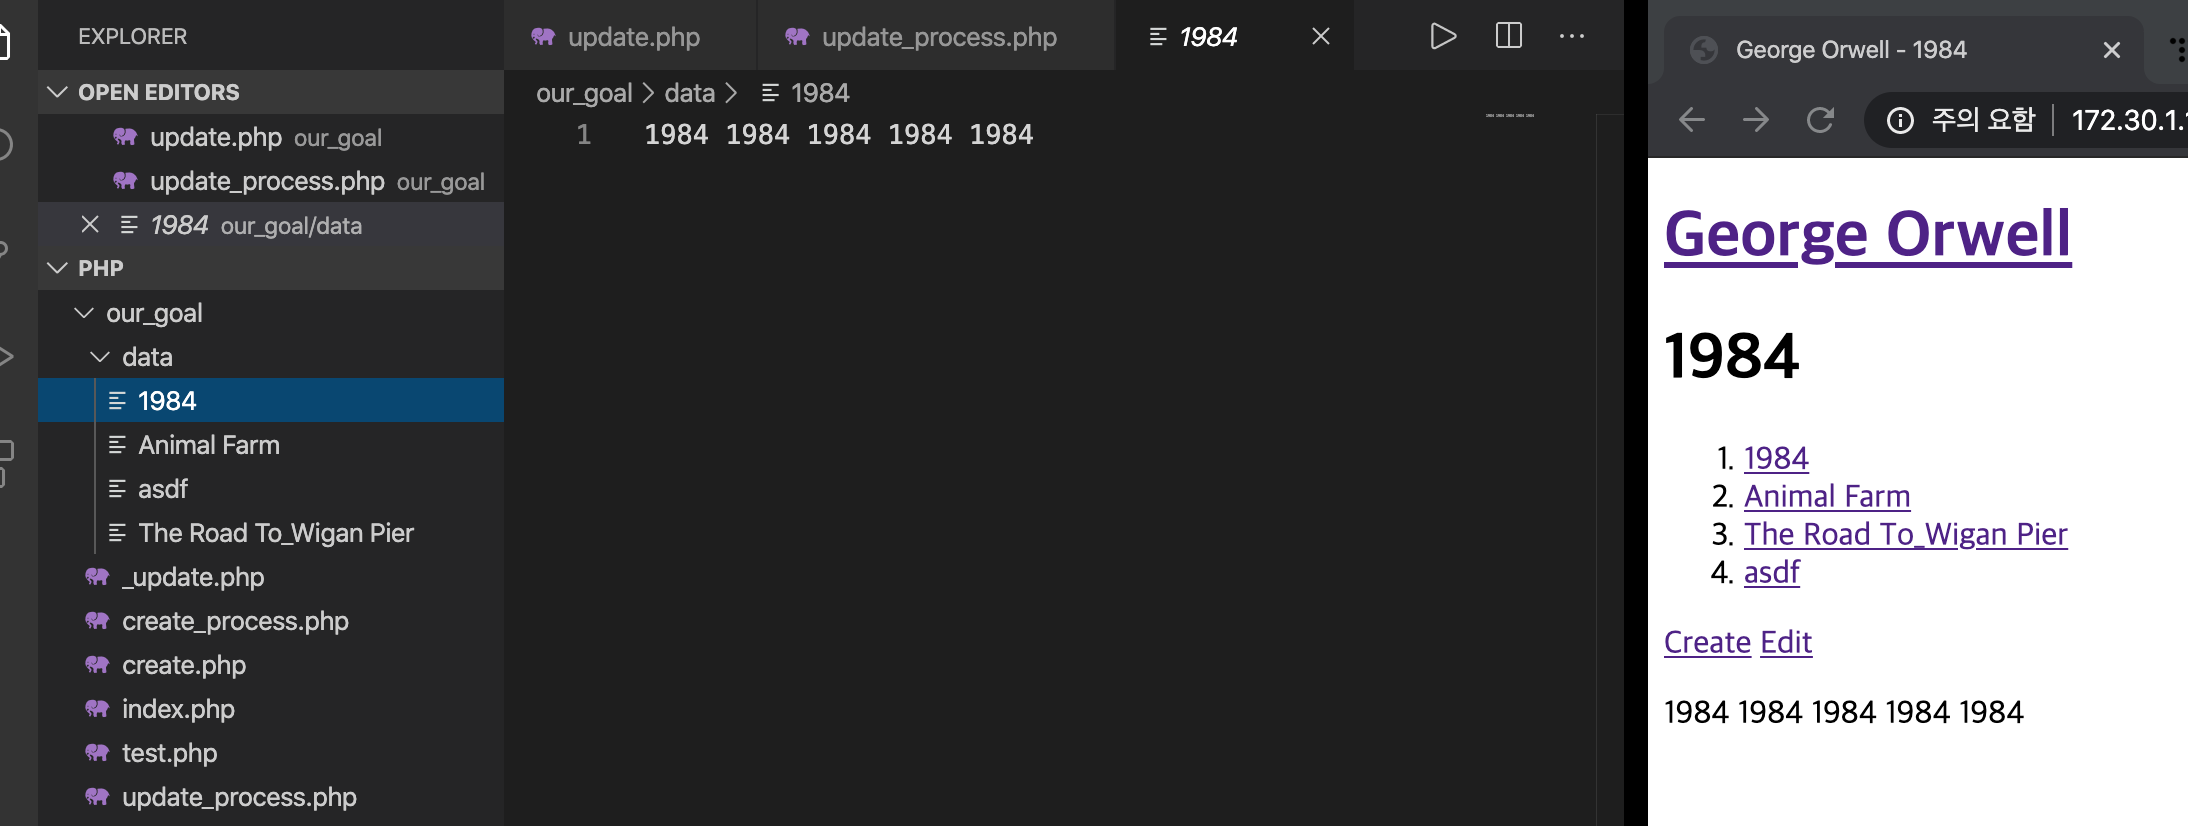 EXPLORER
OPEN EDITORS
update.php our_goal
update_process.php our_goal
1984 our_goal/data
PHP
our_goal
data
1984
Animal Farm
asdf
The Road To_Wigan Pier
_update.php
create_process.php
create.php
index.php
test.php
update_process.php
update.php
update_process.php
1984
our_goal > data > 1984
1 1984 1984 1984 1984 1984
George Orwell - 1984
주의 요함 172.30.1.
George Orwell
1984
1. 1984
2. Animal Farm
3. The Road To_Wigan Pier
4. asdf
Create Edit
1984 1984 1984 1984 1984